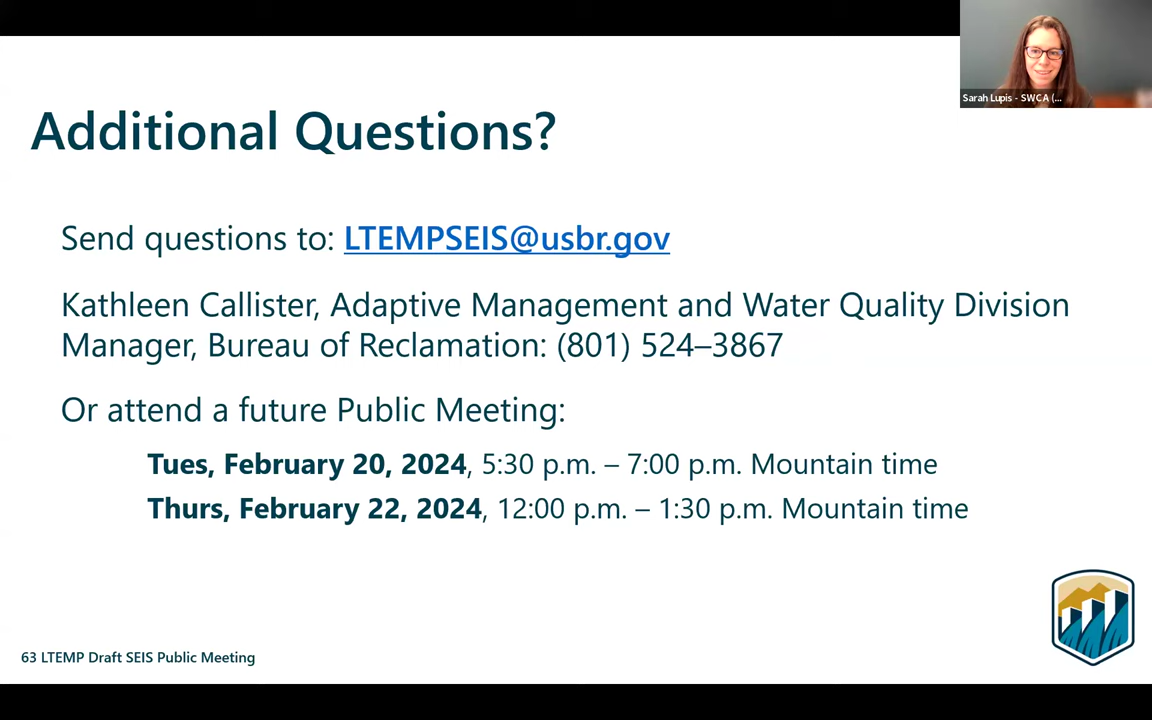 Sarah Lupis - SWCA (...
Additional Questions?
Send questions to: LTEMPSEIS@usbr.gov
Kathleen Callister, Adaptive Management and Water Quality Division
Manager, Bureau of Reclamation: (801) 524–3867
Or attend a future Public Meeting:
Tues, February 20, 2024, 5:30 p.m. – 7:00 p.m. Mountain time
Thurs, February 22, 2024, 12:00 p.m. – 1:30 p.m. Mountain time
63 LTEMP Draft SEIS Public Meeting